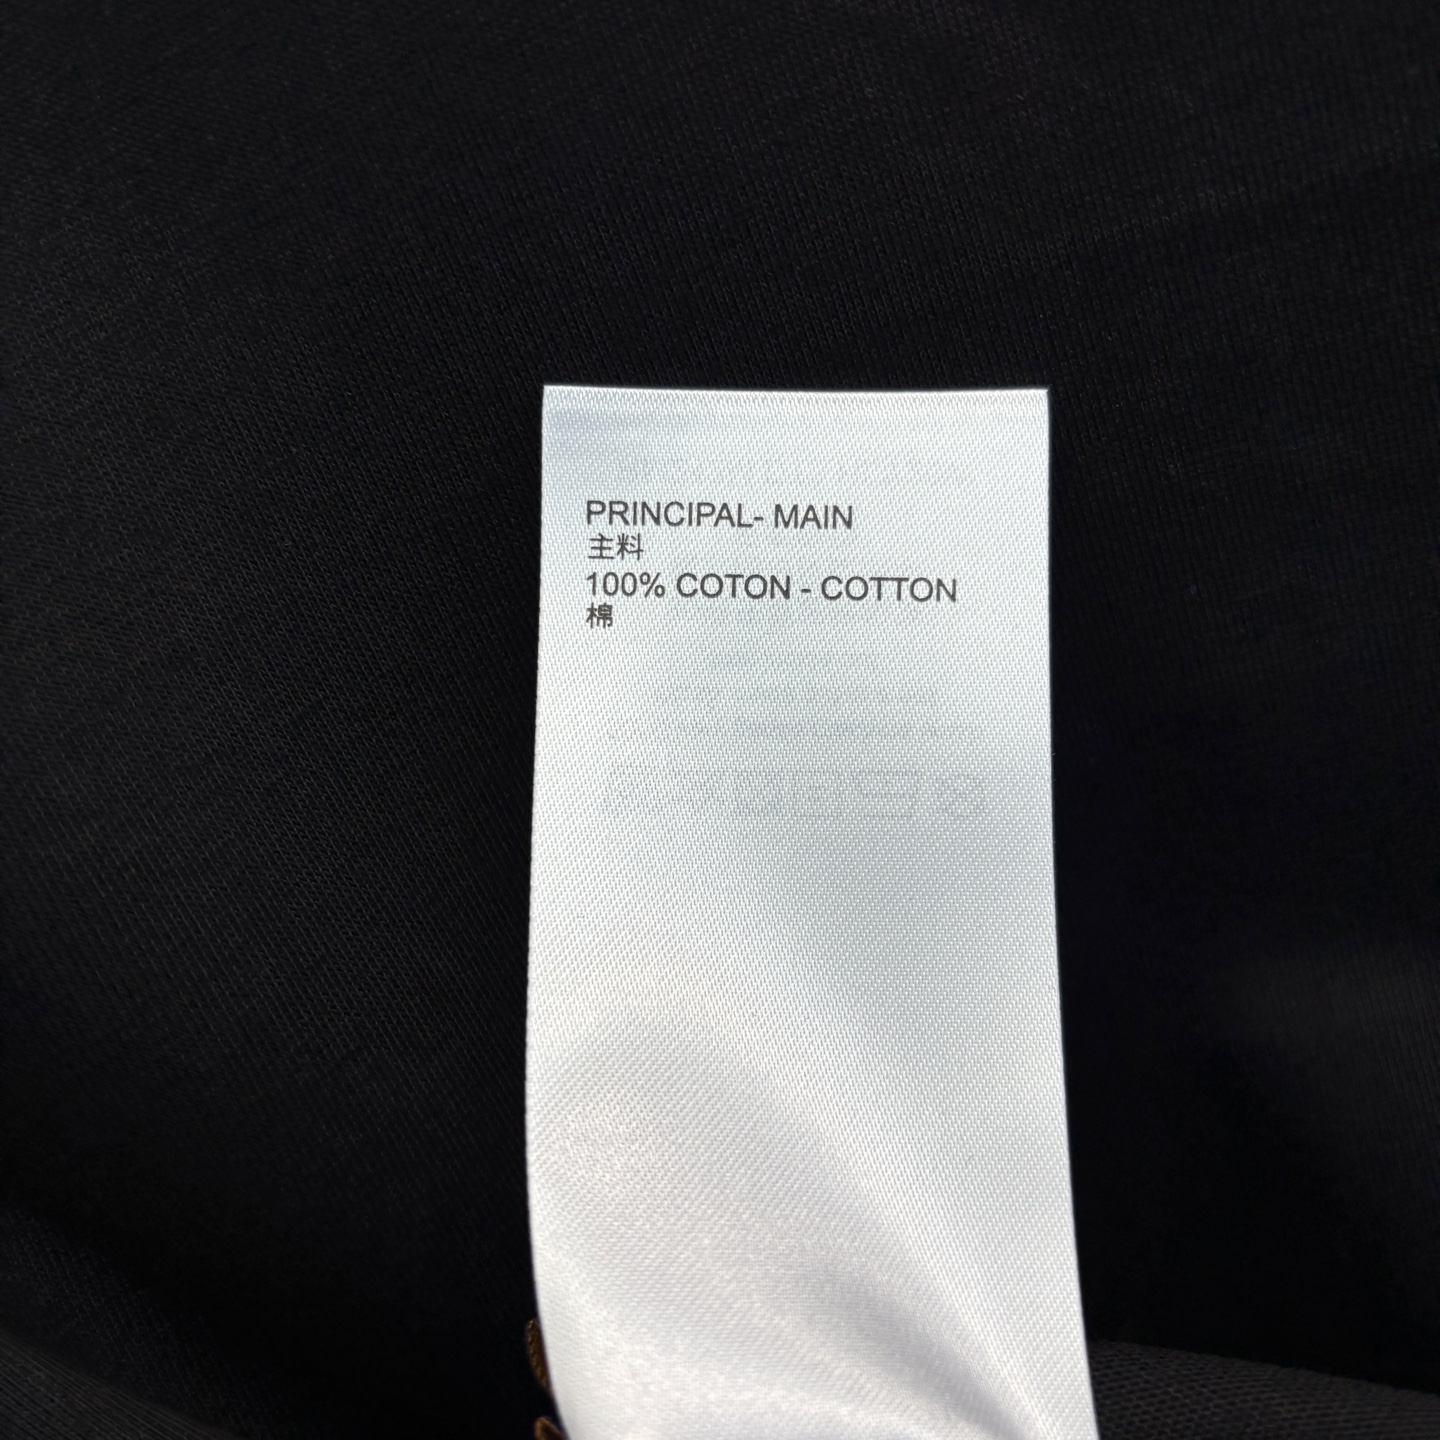 PRINCIPAL- MAIN
主料
100% COTON - COTTON
棉